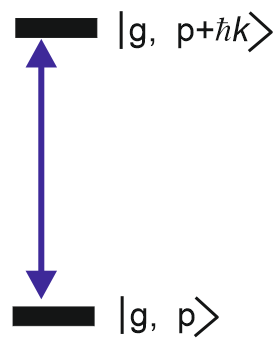 |g, p+ħk⟩
|g, p⟩